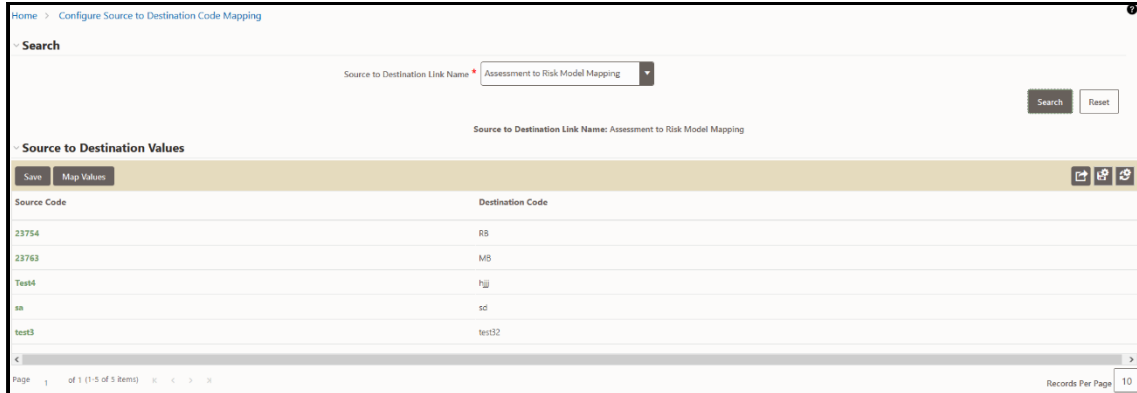 Home > Configure Source to Destination Code Mapping
?
Search
Source to Destination Link Name * Assessment to Risk Model Mapping
Search Reset
Source to Destination Link Name: Assessment to Risk Model Mapping
Source to Destination Values
Save Map Values
Source Code Destination Code
23754 RB
23763 MB
Test4 hjjj
sa sd
test3 test32
Page 1 of 1 (1-5 of 5 items) Records Per Page 10